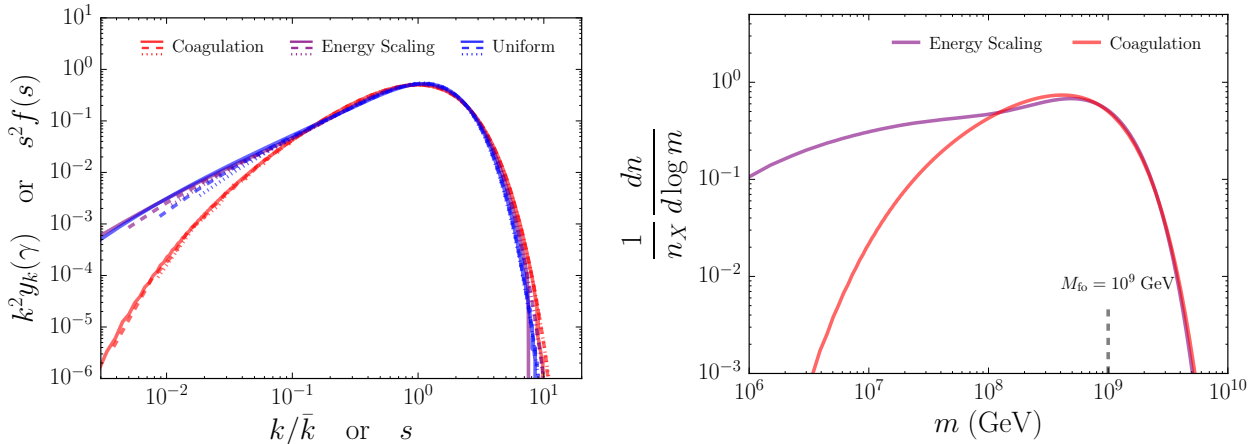 Coagulation Energy Scaling Uniform
10^1
10^0
10^{-1}
10^{-2}
10^{-3}
10^{-4}
10^{-5}
10^{-6}
k^2 y_k(γ) or s^2 f(s)
10^{-2} 10^{-1} 10^0 10^1
k/k̄ or s
Energy Scaling Coagulation
10^0
10^{-1}
10^{-2}
10^{-3}
1/n_X dn/d log m
M_fo = 10^9 GeV
10^6 10^7 10^8 10^9 10^{10}
m (GeV)